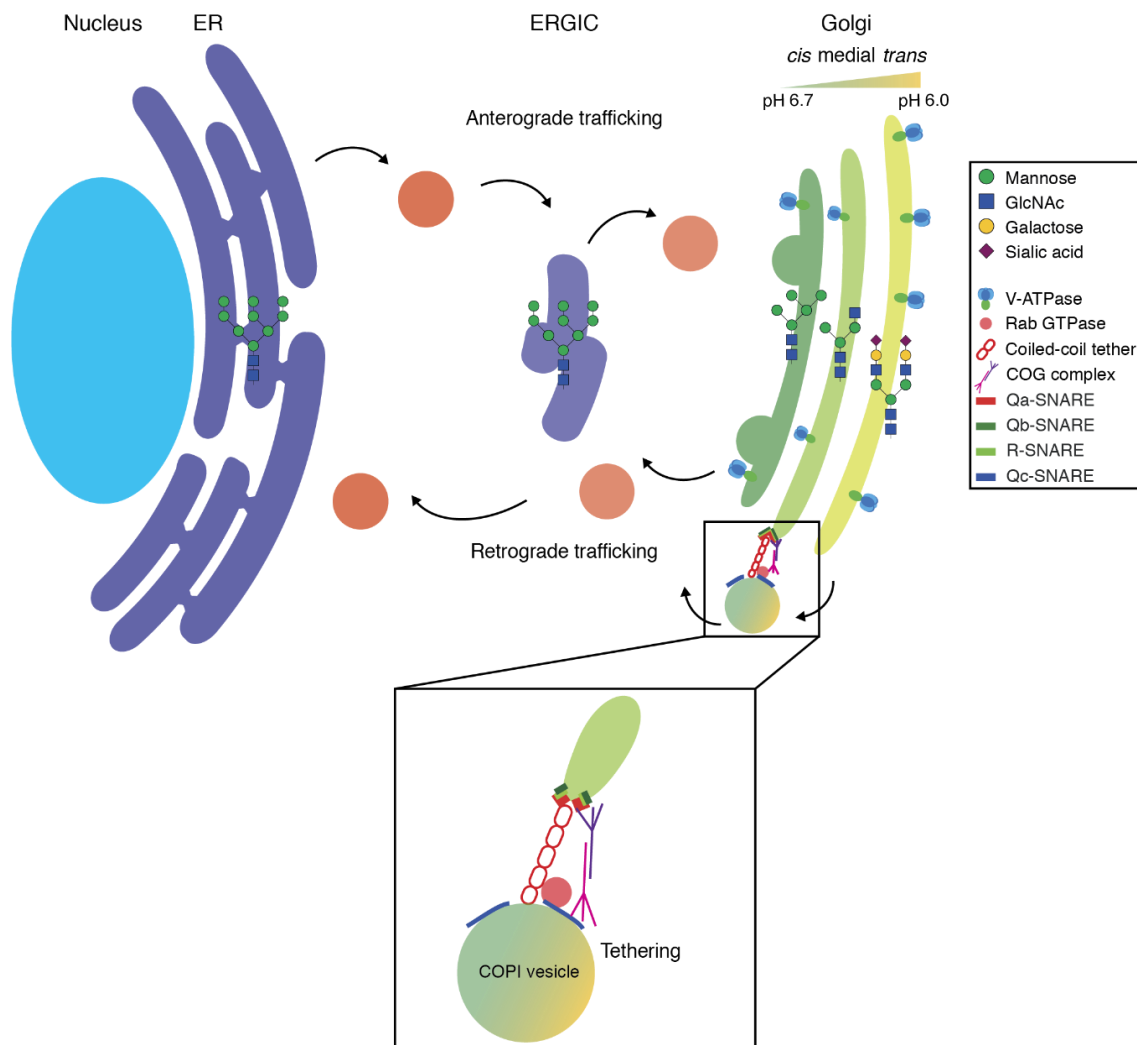 Nucleus
ER
ERGIC
Golgi
cis medial trans
pH 6.7
pH 6.0
Anterograde trafficking
Mannose
GlcNAc
Galactose
Sialic acid
V-ATPase
Rab GTPase
Coiled-coil tether
COG complex
Qa-SNARE
Qb-SNARE
R-SNARE
Qc-SNARE
Retrograde trafficking
Tethering
COPI vesicle